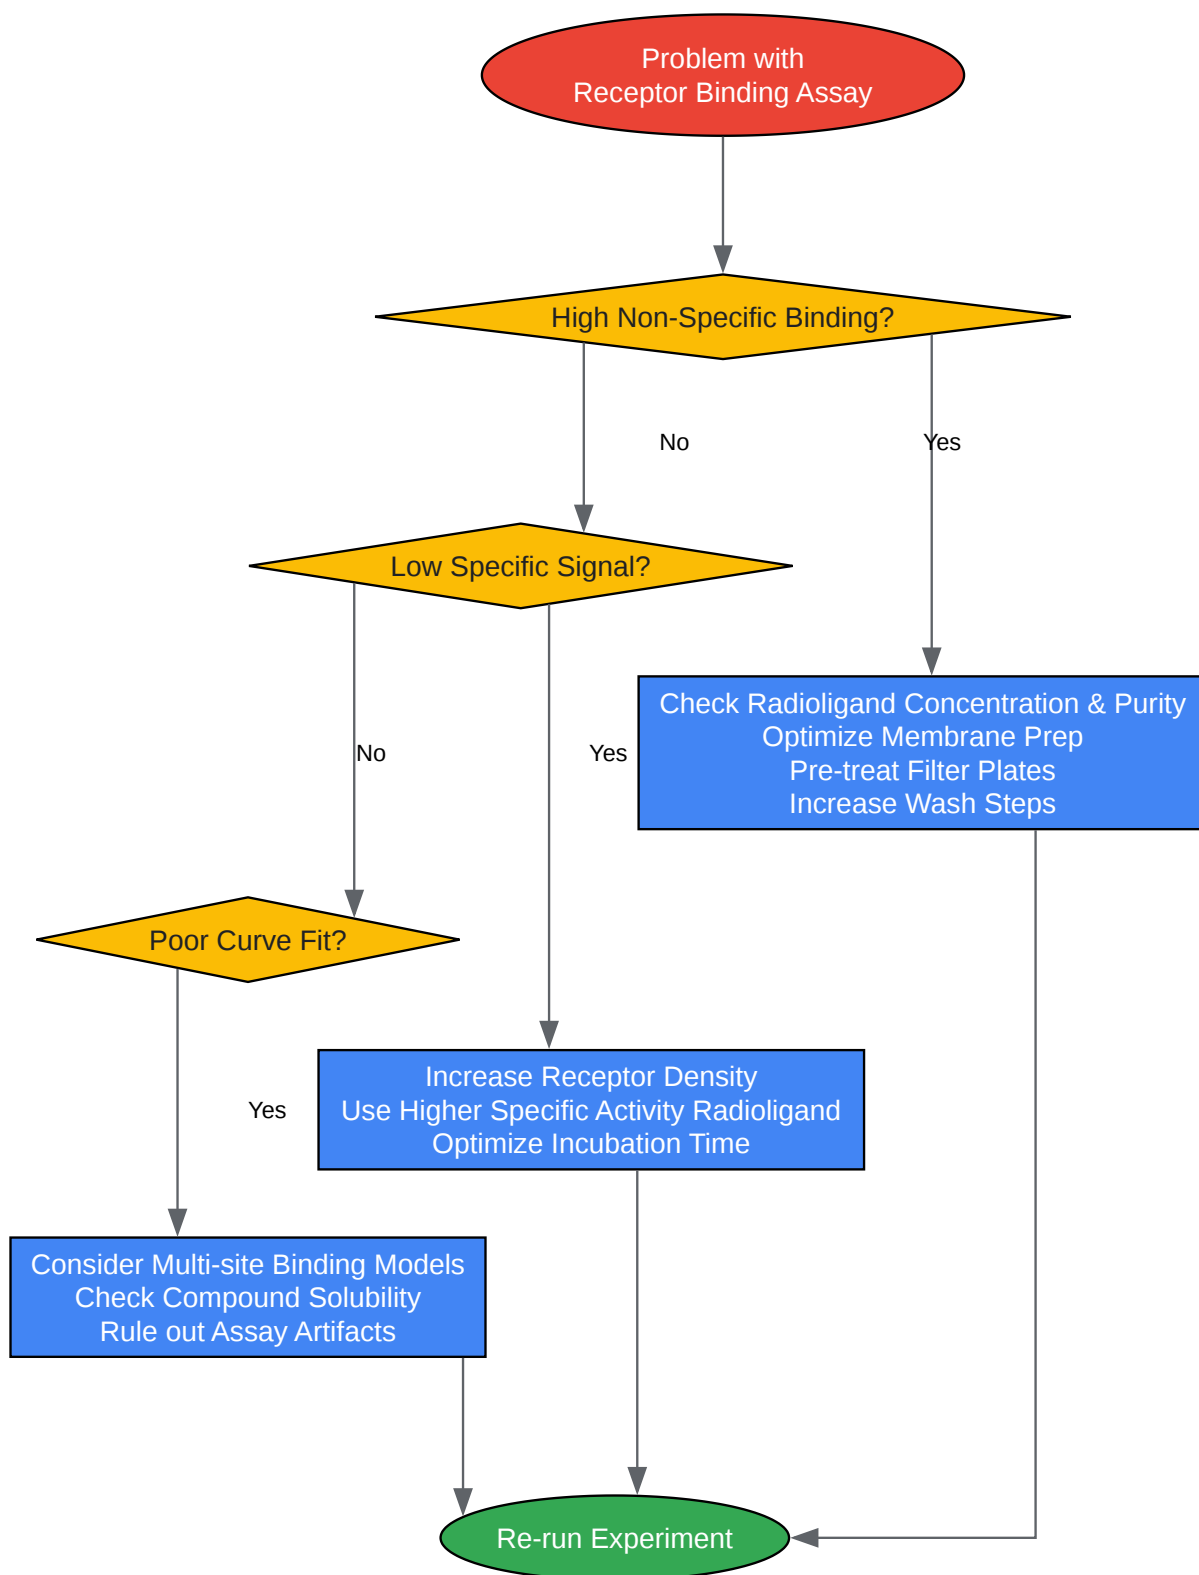 Problem with
Receptor Binding Assay
High Non-Specific Binding?
No
Yes
Low Specific Signal?
Check Radioligand Concentration & Purity
Optimize Membrane Prep
Pre-treat Filter Plates
Increase Wash Steps
No
Yes
Poor Curve Fit?
Increase Receptor Density
Use Higher Specific Activity Radioligand
Optimize Incubation Time
Yes
Consider Multi-site Binding Models
Check Compound Solubility
Rule out Assay Artifacts
Re-run Experiment